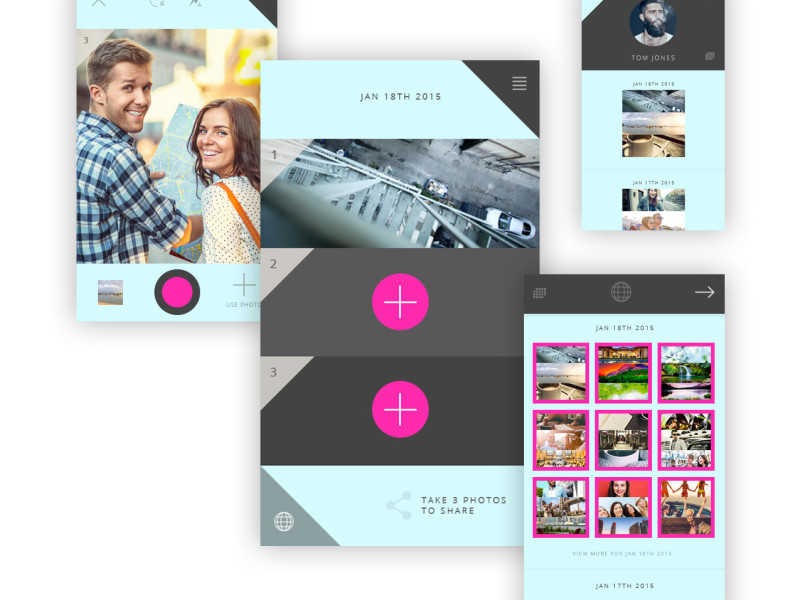 3
USE PHOTO
JAN 18TH 2015
1
2
3
TAKE 3 PHOTOS
TO SHARE
TOM JONES
JAN 18TH 2015
JAN 17TH 2015
JAN 18TH 2015
VIEW MORE FOR JAN 18TH 2015
JAN 17TH 2015